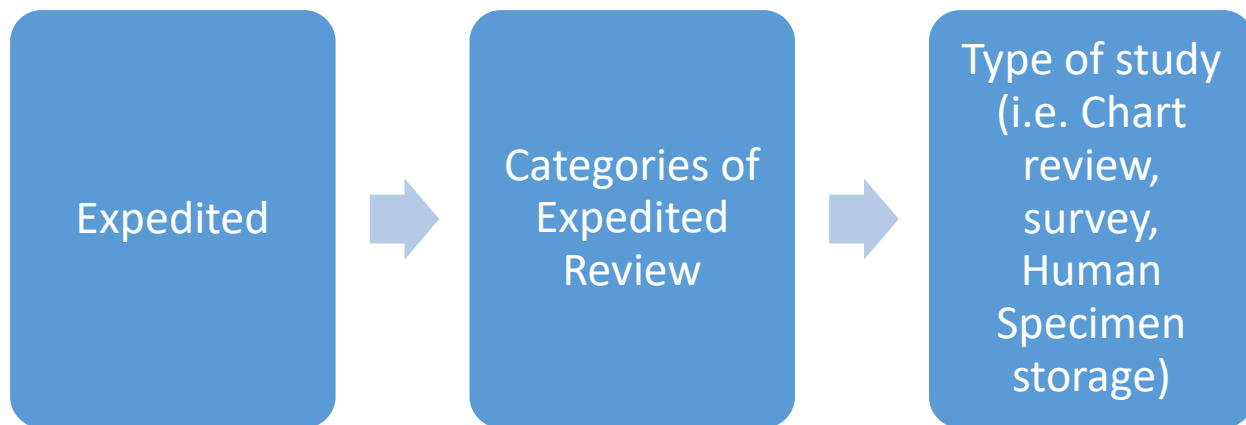 Expedited
Categories of
Expedited
Review
Type of study
(i.e. Chart
review,
survey,
Human
Specimen
storage)